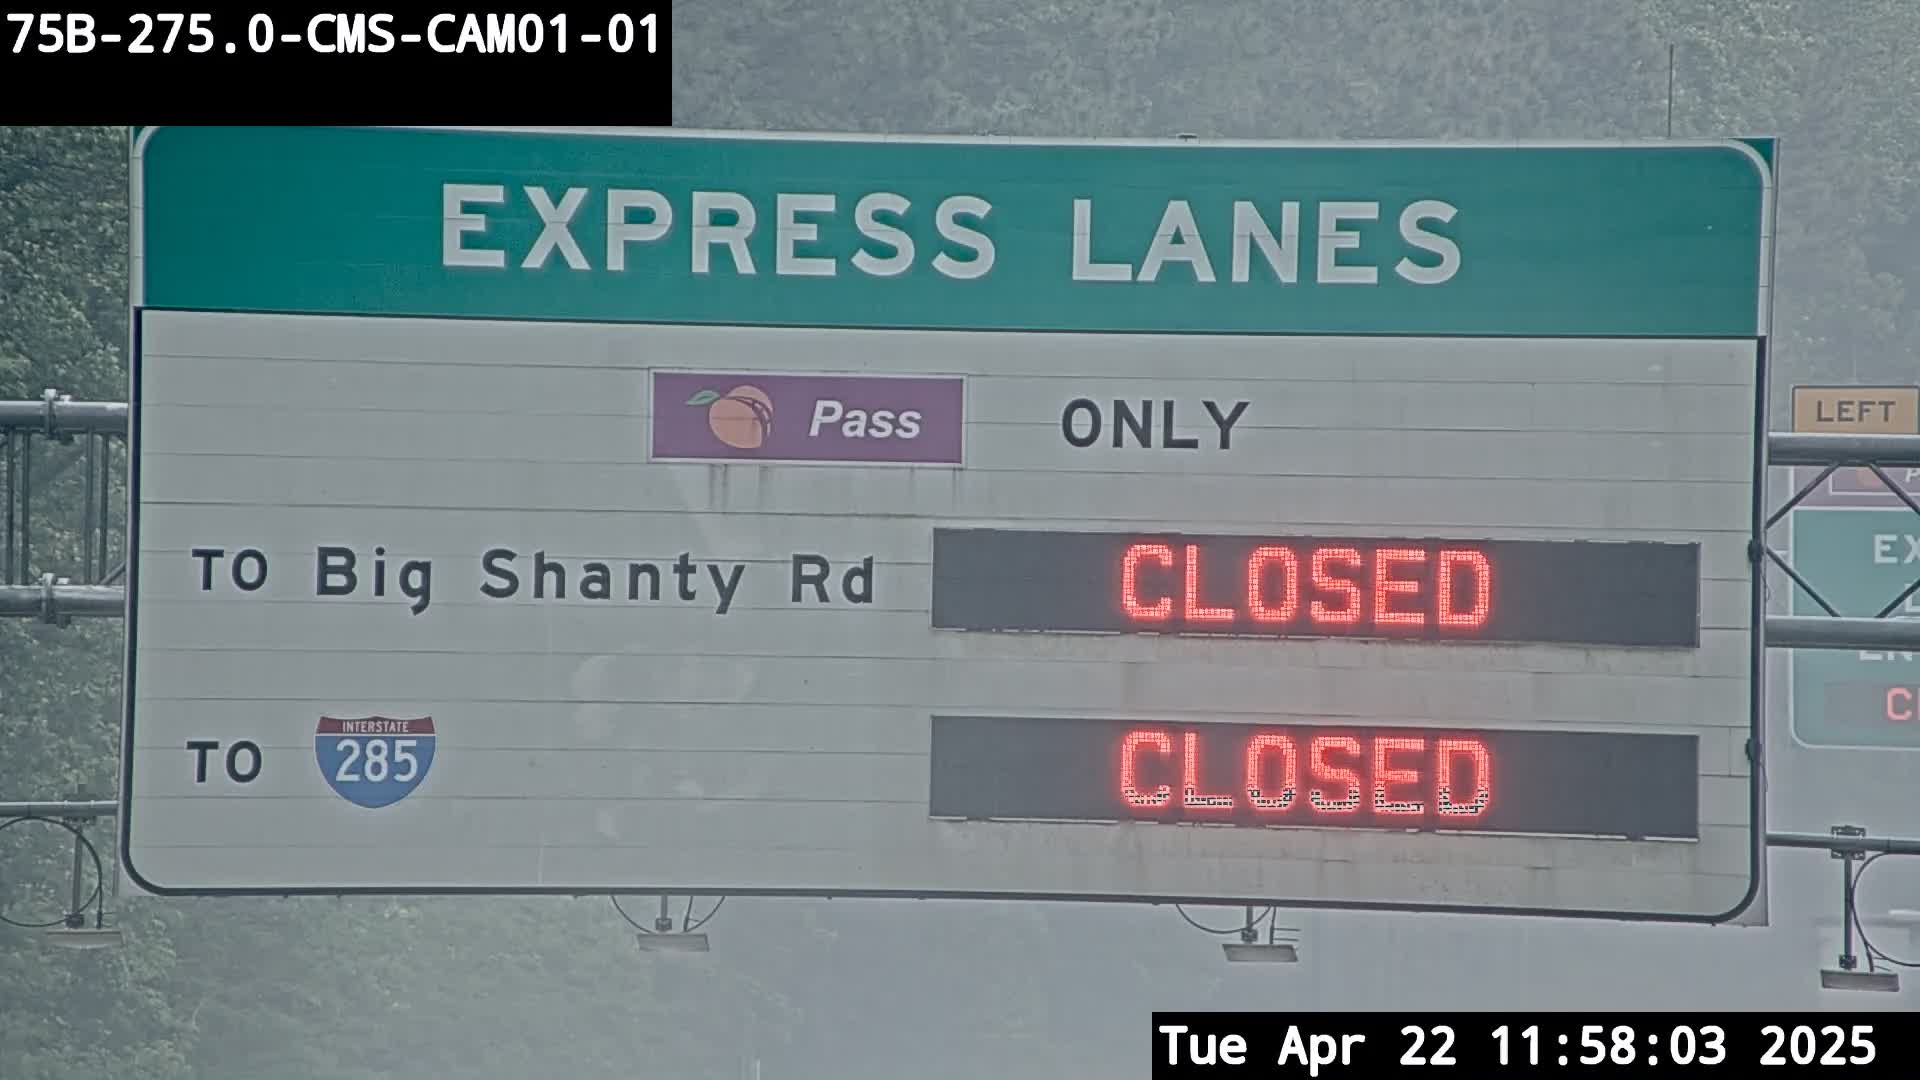 75B-275.0-CMS-CAM01-01
EXPRESS LANES
Pass ONLY
LEFT
TO Big Shanty Rd CLOSED
TO INTERSTATE 285 CLOSED
Tue Apr 22 11:58:03 2025